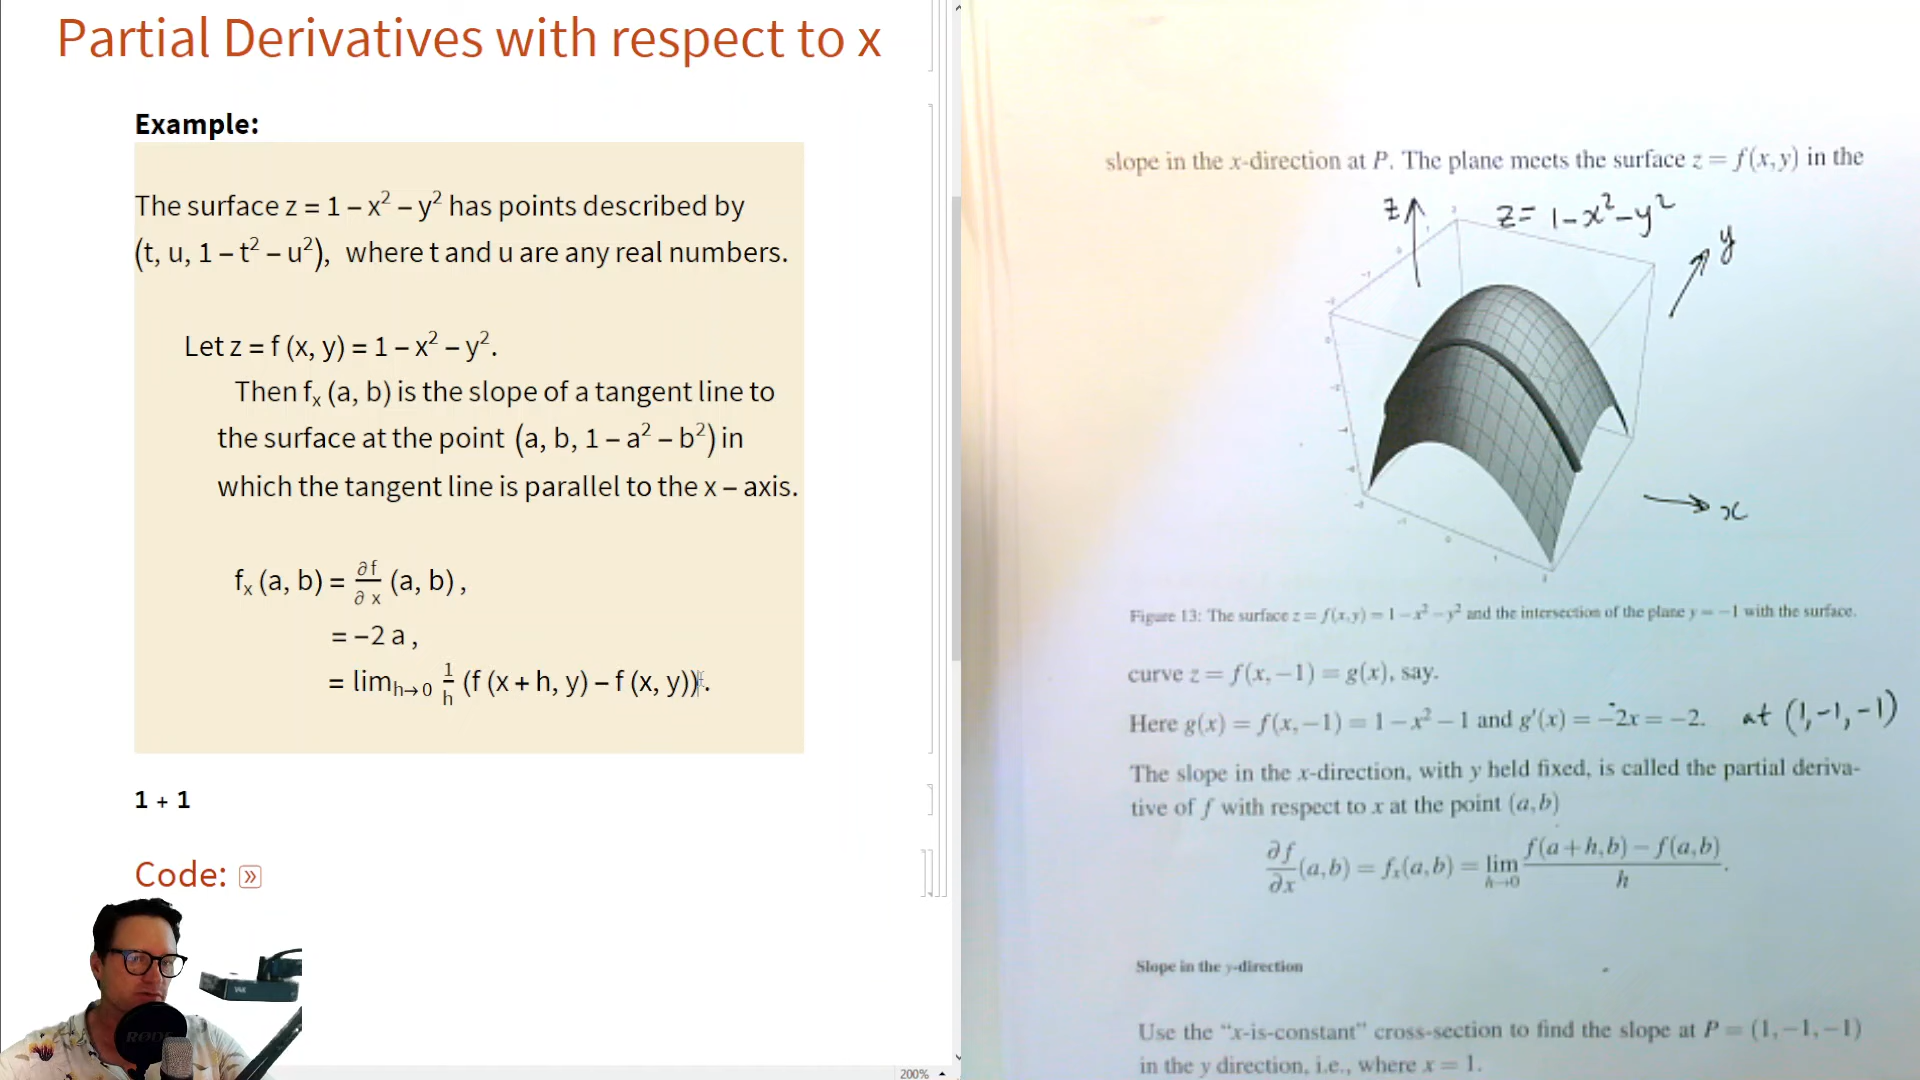 Partial Derivatives with respect to x
Example:
The surface z = 1 – x² – y² has points described by
(t, u, 1 – t² – u²), where t and u are any real numbers.
Let z = f (x, y) = 1 – x² – y².
Then fₓ (a, b) is the slope of a tangent line to
the surface at the point (a, b, 1 – a² – b²) in
which the tangent line is parallel to the x – axis.
fₓ (a, b) = ∂f/∂x (a, b) ,
= –2 a ,
= lim h→0 1/h (f (x + h, y) – f (x, y)) .
1 + 1
Code: »
RODE
200%
slope in the x-direction at P. The plane meets the surface z = f(x,y) in the
z
z = 1-x²-y²
y
x
Figure 13: The surface z = f(x,y) = 1 – x² – y² and the intersection of the plane y = –1 with the surface.
curve z = f(x,–1) = g(x), say.
Here g(x) = f(x,–1) = 1 – x² – 1 and g′(x) = –2x = –2. at (1,-1,-1)
The slope in the x-direction, with y held fixed, is called the partial deriva-
tive of f with respect to x at the point (a,b)
∂f/∂x (a,b) = fₓ(a,b) = lim h→0 f(a+h,b) – f(a,b) / h .
Slope in the y-direction
Use the “x-is-constant” cross-section to find the slope at P = (1,–1,–1)
in the y direction, i.e., where x = 1.